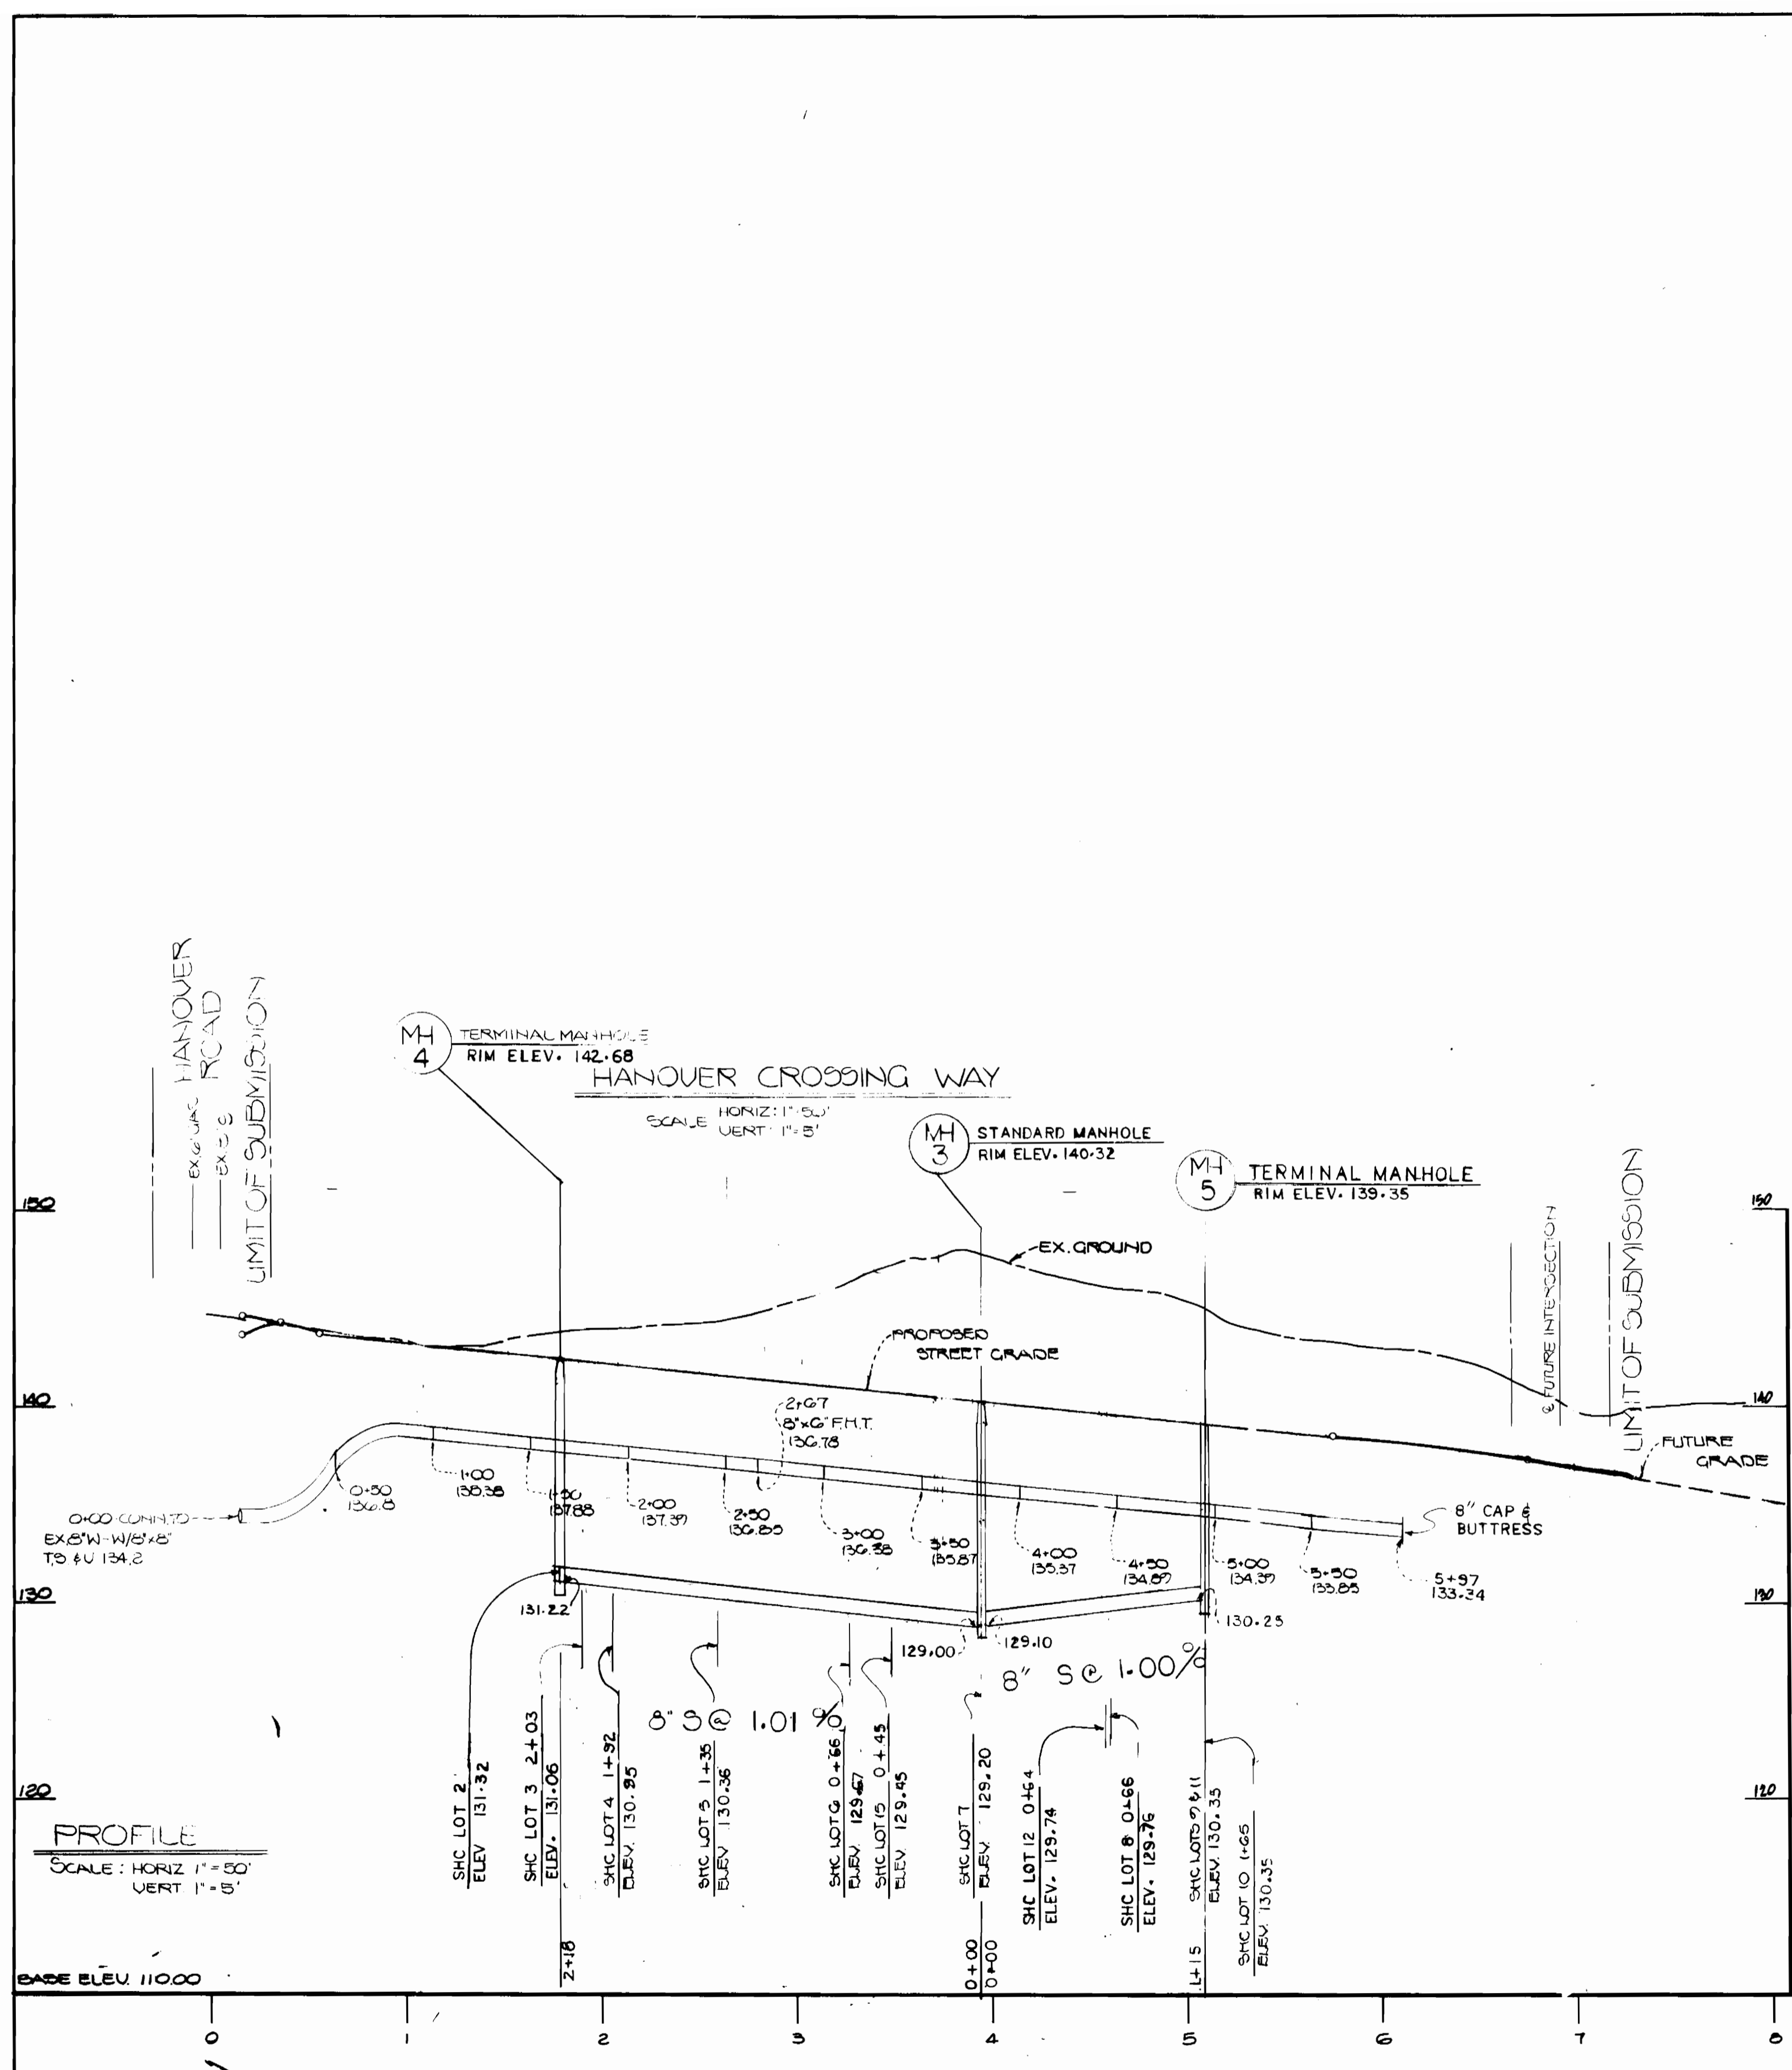 HANOVER
ROAD
LIMIT OF SUBMISSION
MH
4
TERMINAL MANHOLE
RIM ELEV. 142.68
HANOVER CROSSING WAY
SCALE HORIZ: 1"=50'
VERT: 1"=5'
MH
3
STANDARD MANHOLE
RIM ELEV. 140.32
MH
5
TERMINAL MANHOLE
RIM ELEV. 139.35
℄ FUTURE INTERSECTION
LIMIT OF SUBMISSION
150
150
EX. GROUND
PROPOSED
STREET GRADE
140
140
2+67
8"x6" F.H.T.
136.78
FUTURE
GRADE
0+00 CONN. TO
EX. 8"W-W/8"x8"
T.S & V 134.2
0+50
136.8
1+00
138.38
1+50
137.88
2+00
137.39
2+50
136.85
3+00
136.38
3+50
135.87
4+00
135.37
4+50
134.87
5+00
134.37
5+50
133.85
5+97
133.34
8" CAP &
BUTTRESS
130
130
131.22
129.00
129.10
130.25
8" S @ 1.01 %
8" S @ 1.00%
120
120
SHC LOT 2
ELEV 131.32
SHC LOT 3 2+03
ELEV. 131.06
SHC LOT 4 1+92
ELEV. 130.95
SHC LOT 5 1+35
ELEV 130.36
SHC LOT 6 0+66
ELEV. 129.67
SHC LOT 15 0+45
ELEV. 129.45
SHC LOT 7
ELEV. 129.20
SHC LOT 12 0+64
ELEV. 129.74
SHC LOT 8 0+66
ELEV. 129.76
SHC LOTS 9 & 11
ELEV. 130.35
SHC LOT 10 1+65
ELEV. 130.35
PROFILE
SCALE: HORIZ 1"=50'
VERT 1"=5'
2+18
0+00
0+00
1+15
BASE ELEV. 110.00
0
1
2
3
4
5
6
7
8